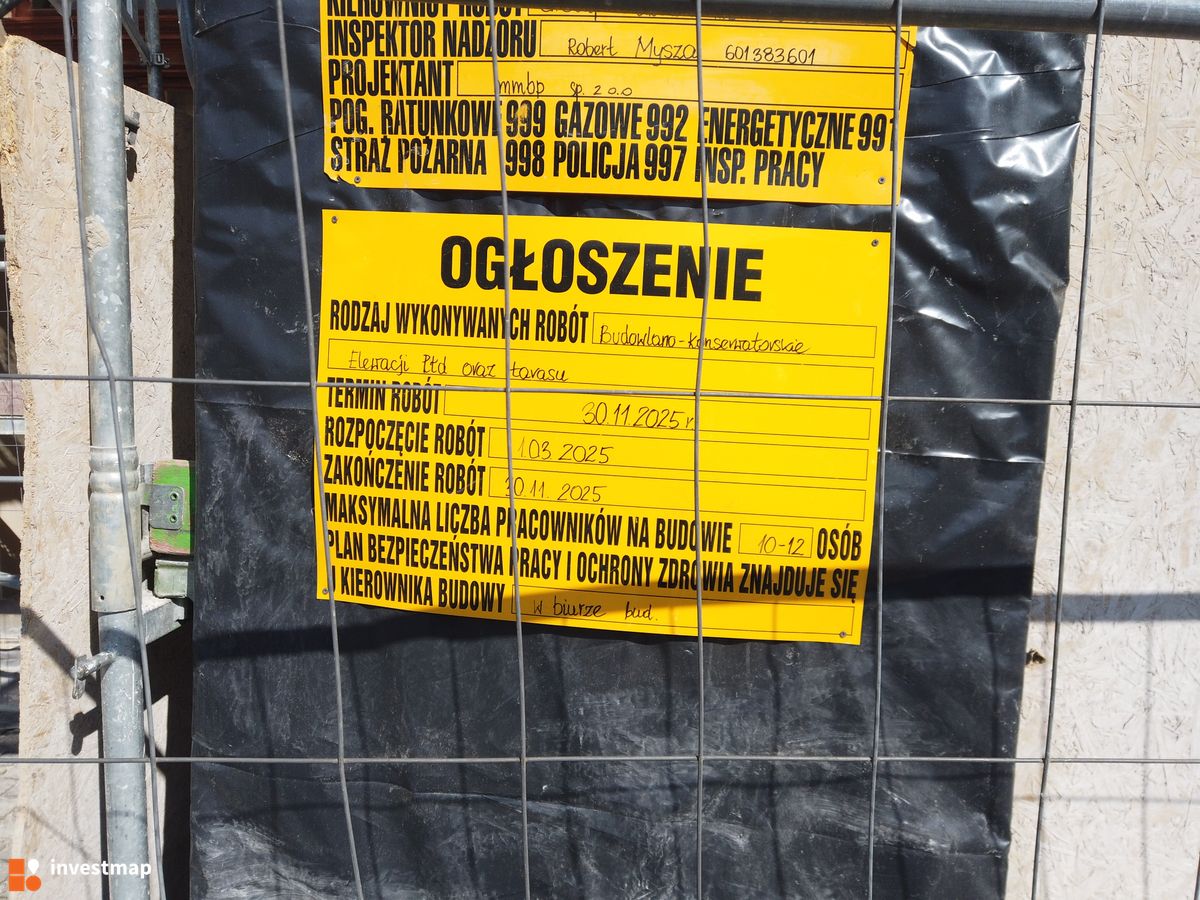 KIEROWNIK ROBÓT
INSPEKTOR NADZORU Robert Mysza 601383601
PROJEKTANT mmbp sp. z o.o
POG. RATUNKOWE 999 GAZOWE 992 ENERGETYCZNE 991
STRAŻ POŻARNA 998 POLICJA 997 INSP. PRACY
OGŁOSZENIE
RODZAJ WYKONYWANYCH ROBÓT Budowlano-konserwatorskie
Elewacji Płd oraz tarasu
TERMIN ROBÓT 30.11.2025 r
ROZPOCZĘCIE ROBÓT 1.03 2025
ZAKOŃCZENIE ROBÓT 30.11. 2025
MAKSYMALNA LICZBA PRACOWNIKÓW NA BUDOWIE 10-12 OSÓB
PLAN BEZPIECZEŃSTWA PRACY I OCHRONY ZDROWIA ZNAJDUJE SIĘ
U KIEROWNIKA BUDOWY w biurze bud.
investmap